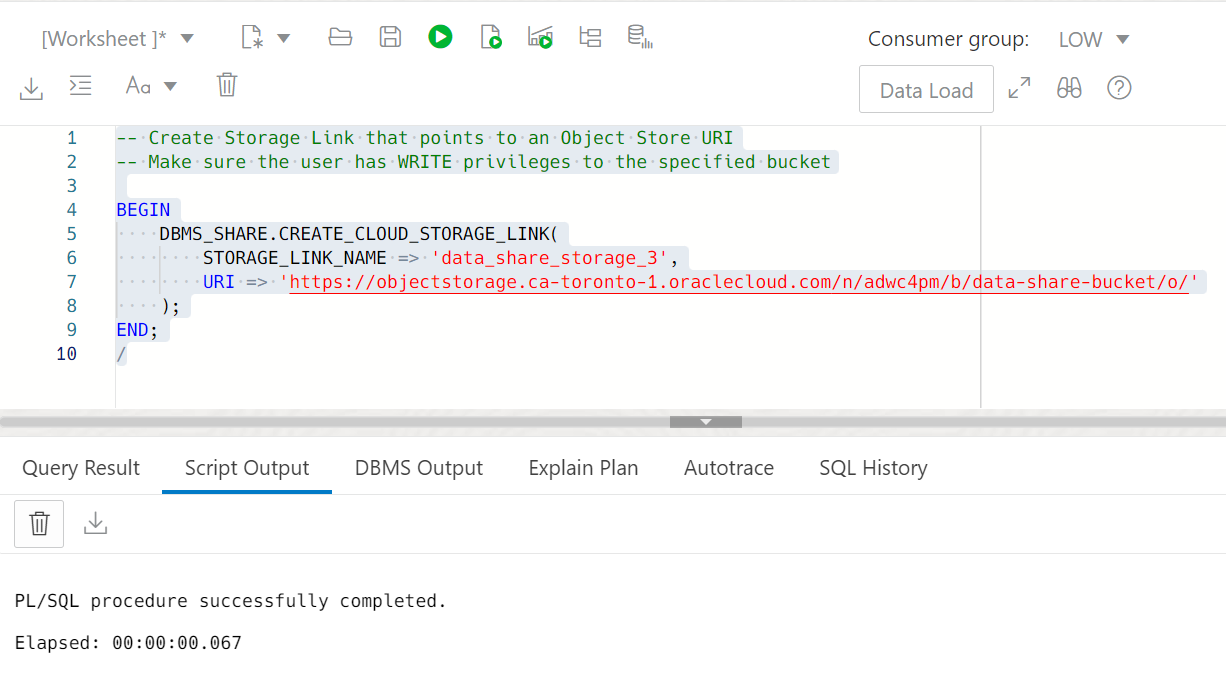 [Worksheet ]*
Consumer group: LOW
Aa
Data Load
1 -- Create Storage Link that points to an Object Store URI
2 -- Make sure the user has WRITE privileges to the specified bucket
3
4 BEGIN
5     DBMS_SHARE.CREATE_CLOUD_STORAGE_LINK(
6         STORAGE_LINK_NAME => 'data_share_storage_3',
7         URI => 'https://objectstorage.ca-toronto-1.oraclecloud.com/n/adwc4pm/b/data-share-bucket/o/'
8     );
9 END;
10 /
Query Result Script Output DBMS Output Explain Plan Autotrace SQL History
PL/SQL procedure successfully completed.
Elapsed: 00:00:00.067